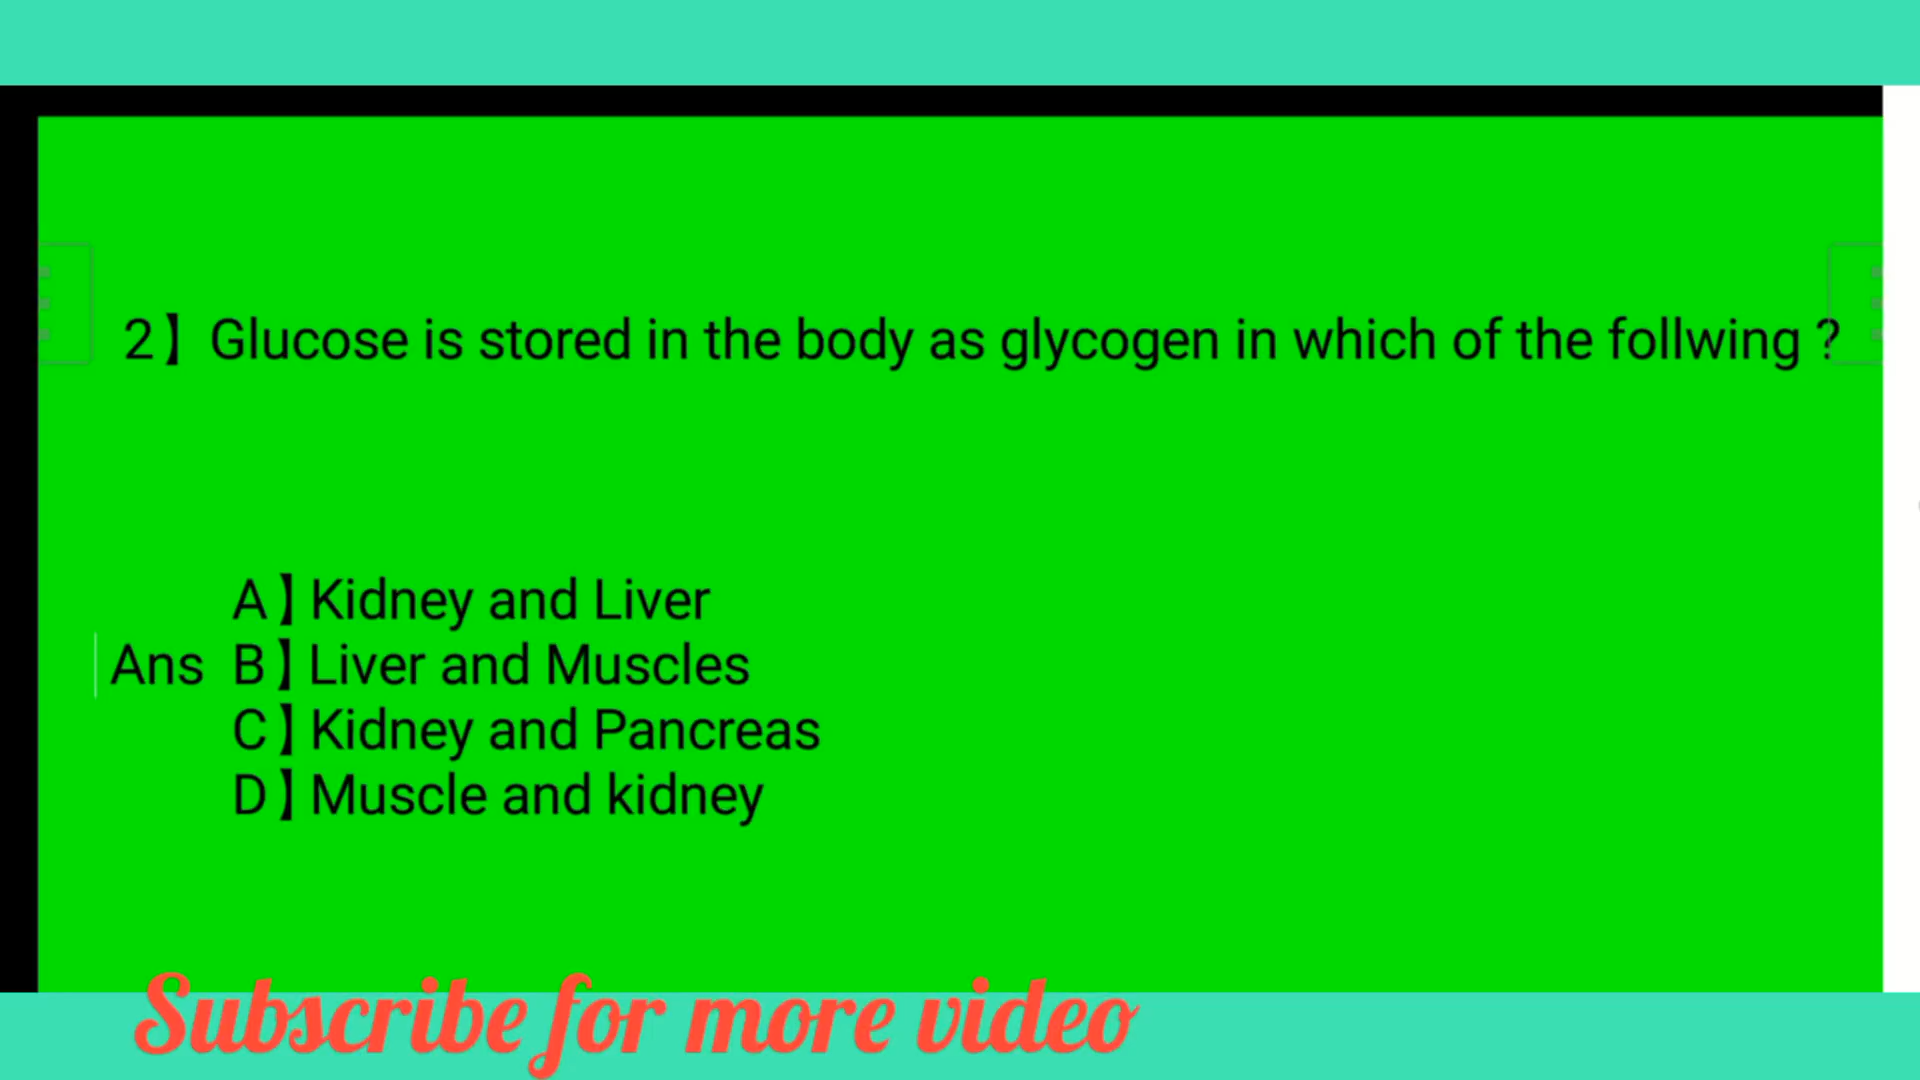 2】Glucose is stored in the body as glycogen in which of the follwing ?
A】Kidney and Liver
Ans B】Liver and Muscles
C】Kidney and Pancreas
D】Muscle and kidney
Subscribe for more video